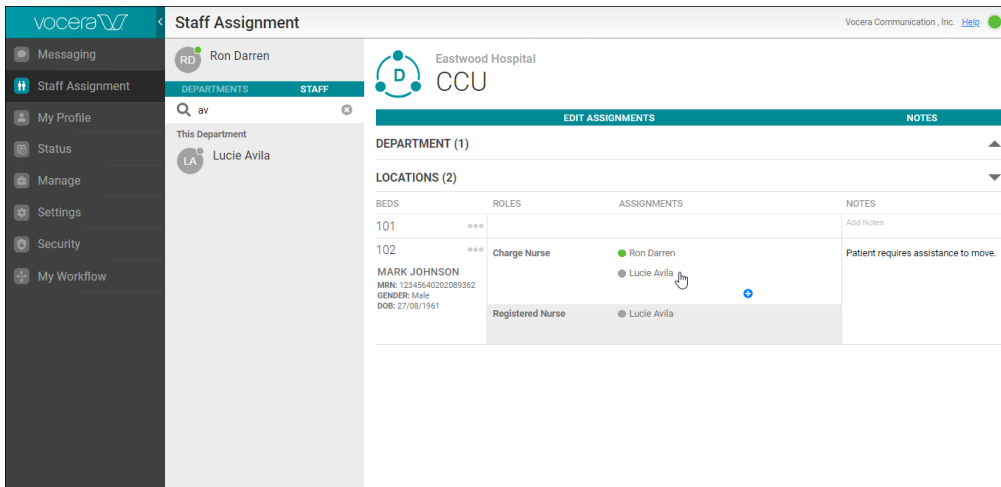 vocera
Staff Assignment
Vocera Communication , Inc. Help
Messaging
Staff Assignment
My Profile
Status
Manage
Settings
Security
My Workflow
RD
Ron Darren
DEPARTMENTS STAFF
av
This Department
LA
Lucie Avila
D
Eastwood Hospital
CCU
EDIT ASSIGNMENTS NOTES
DEPARTMENT (1)
LOCATIONS (2)
BEDS ROLES ASSIGNMENTS NOTES
101 Add Notes
102 Charge Nurse Ron Darren Patient requires assistance to move.
Lucie Avila
MARK JOHNSON
MRN: 12345640202089362
GENDER: Male
DOB: 27/08/1961
Registered Nurse Lucie Avila